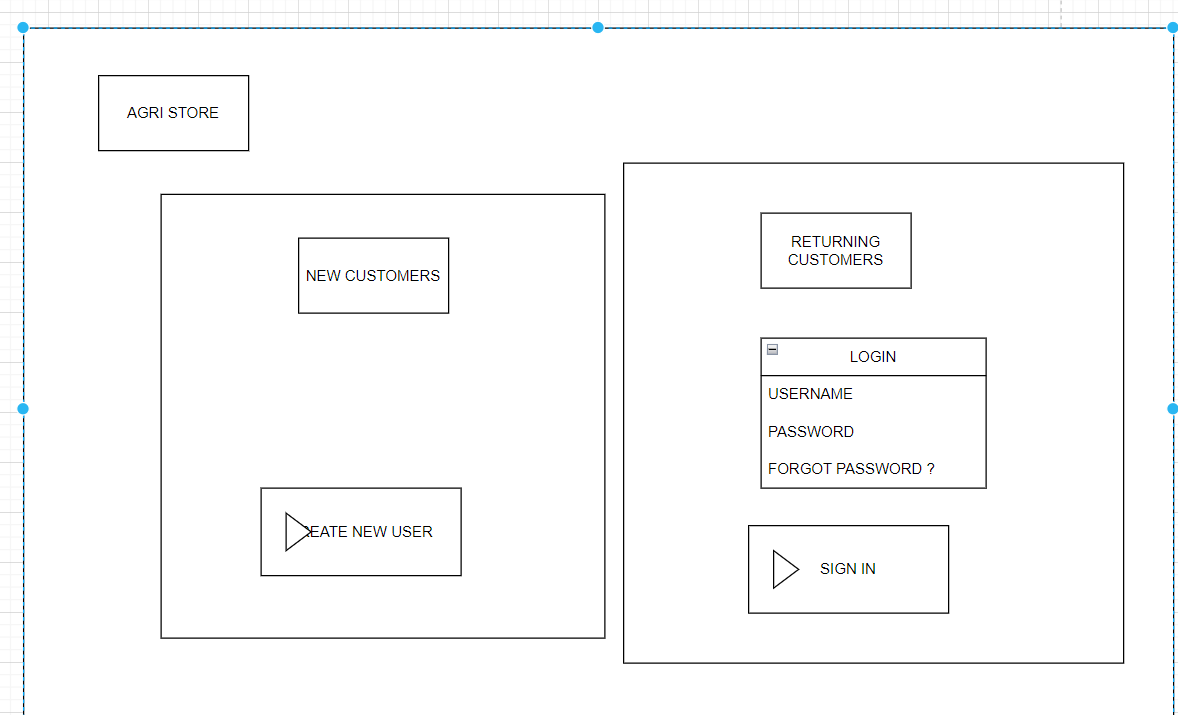 AGRI STORE
NEW CUSTOMERS
EATE NEW USER
RETURNING
CUSTOMERS
LOGIN
USERNAME
PASSWORD
FORGOT PASSWORD ?
SIGN IN